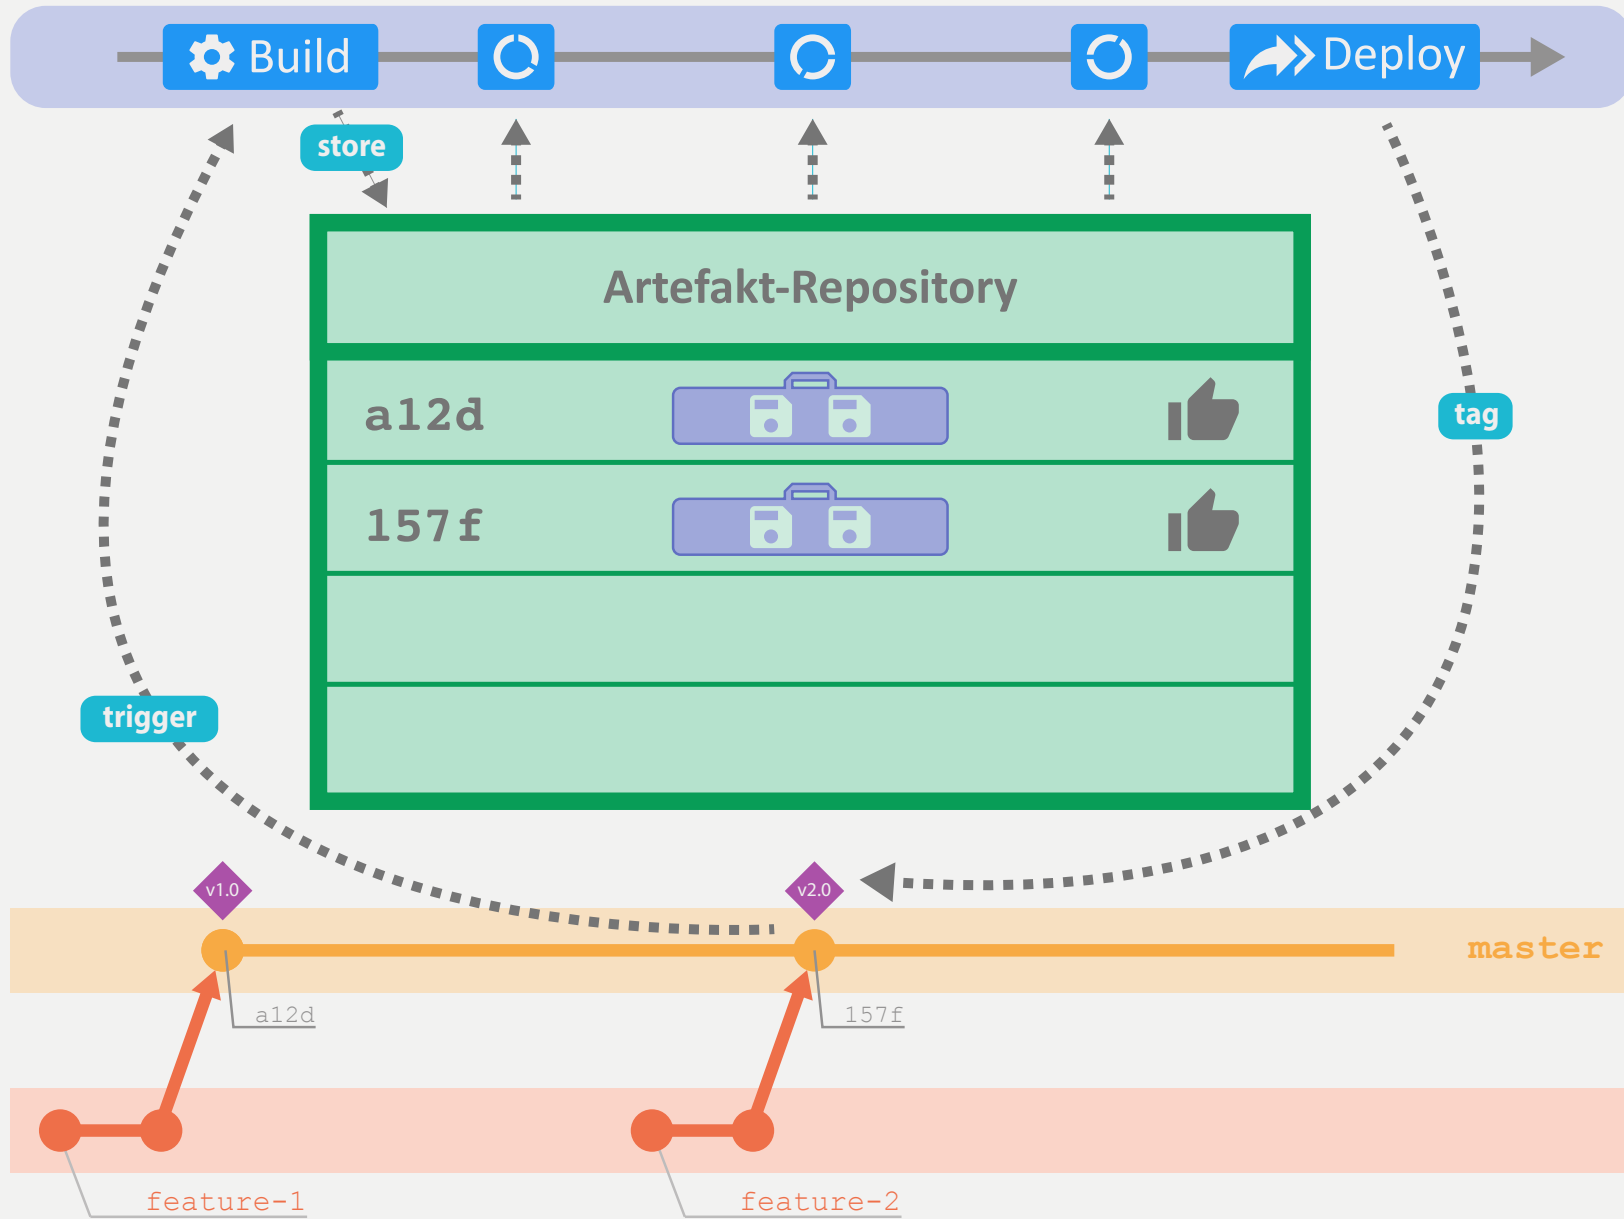 Build
Deploy
store
Artefakt-Repository
a12d
tag
157f
trigger
v1.0
v2.0
master
a12d
157f
feature-1
feature-2